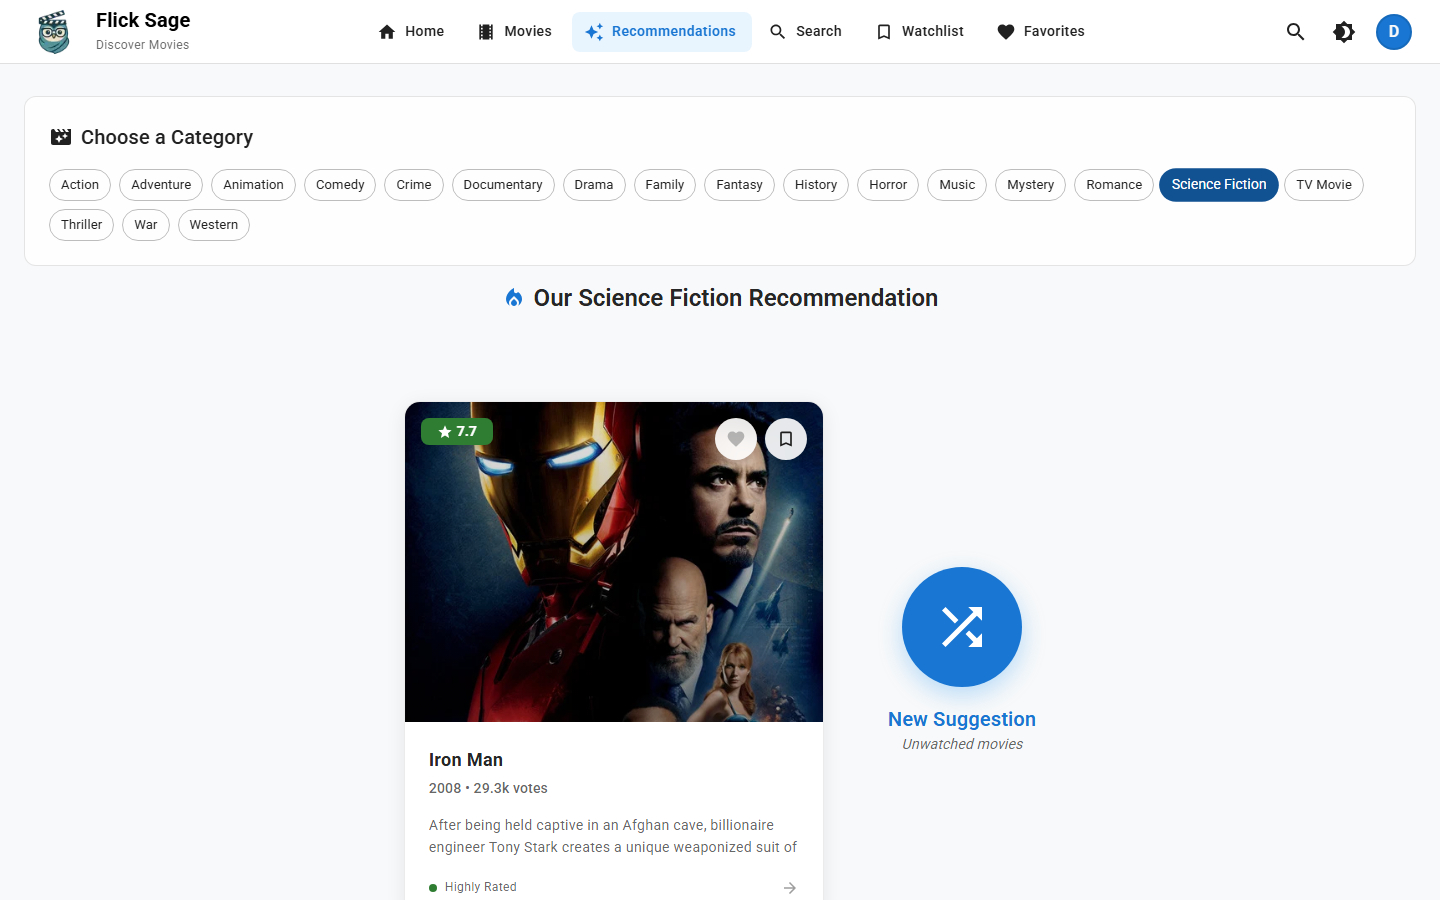 Flick Sage
Discover Movies
Home
Movies
Recommendations
Search
Watchlist
Favorites
D
Choose a Category
Action
Adventure
Animation
Comedy
Crime
Documentary
Drama
Family
Fantasy
History
Horror
Music
Mystery
Romance
Science Fiction
TV Movie
Thriller
War
Western
Our Science Fiction Recommendation
7.7
New Suggestion
Unwatched movies
Iron Man
2008 • 29.3k votes
After being held captive in an Afghan cave, billionaire
engineer Tony Stark creates a unique weaponized suit of
Highly Rated